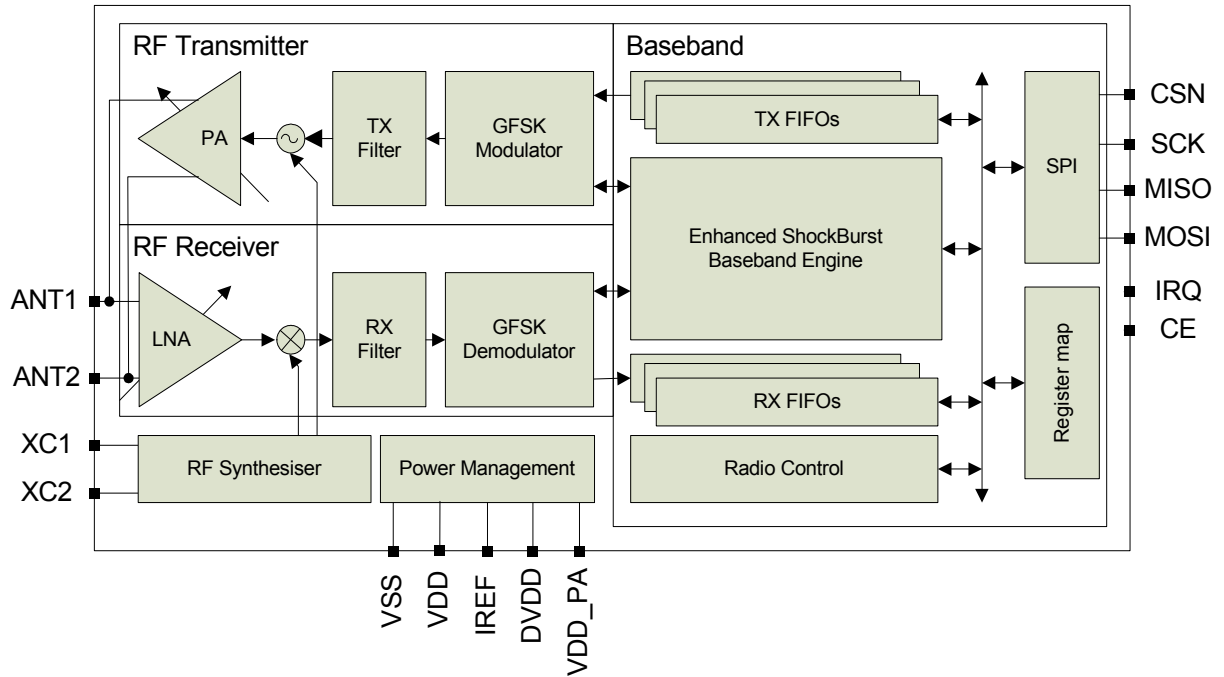 RF Transmitter
Baseband
PA
TX
Filter
GFSK
Modulator
TX FIFOs
SPI
CSN
SCK
MISO
MOSI
Enhanced ShockBurst
Baseband Engine
RF Receiver
ANT1
ANT2
LNA
RX
Filter
GFSK
Demodulator
IRQ
CE
RX FIFOs
Register map
XC1
XC2
RF Synthesiser
Power Management
Radio Control
VSS
VDD
IREF
DVDD
VDD_PA